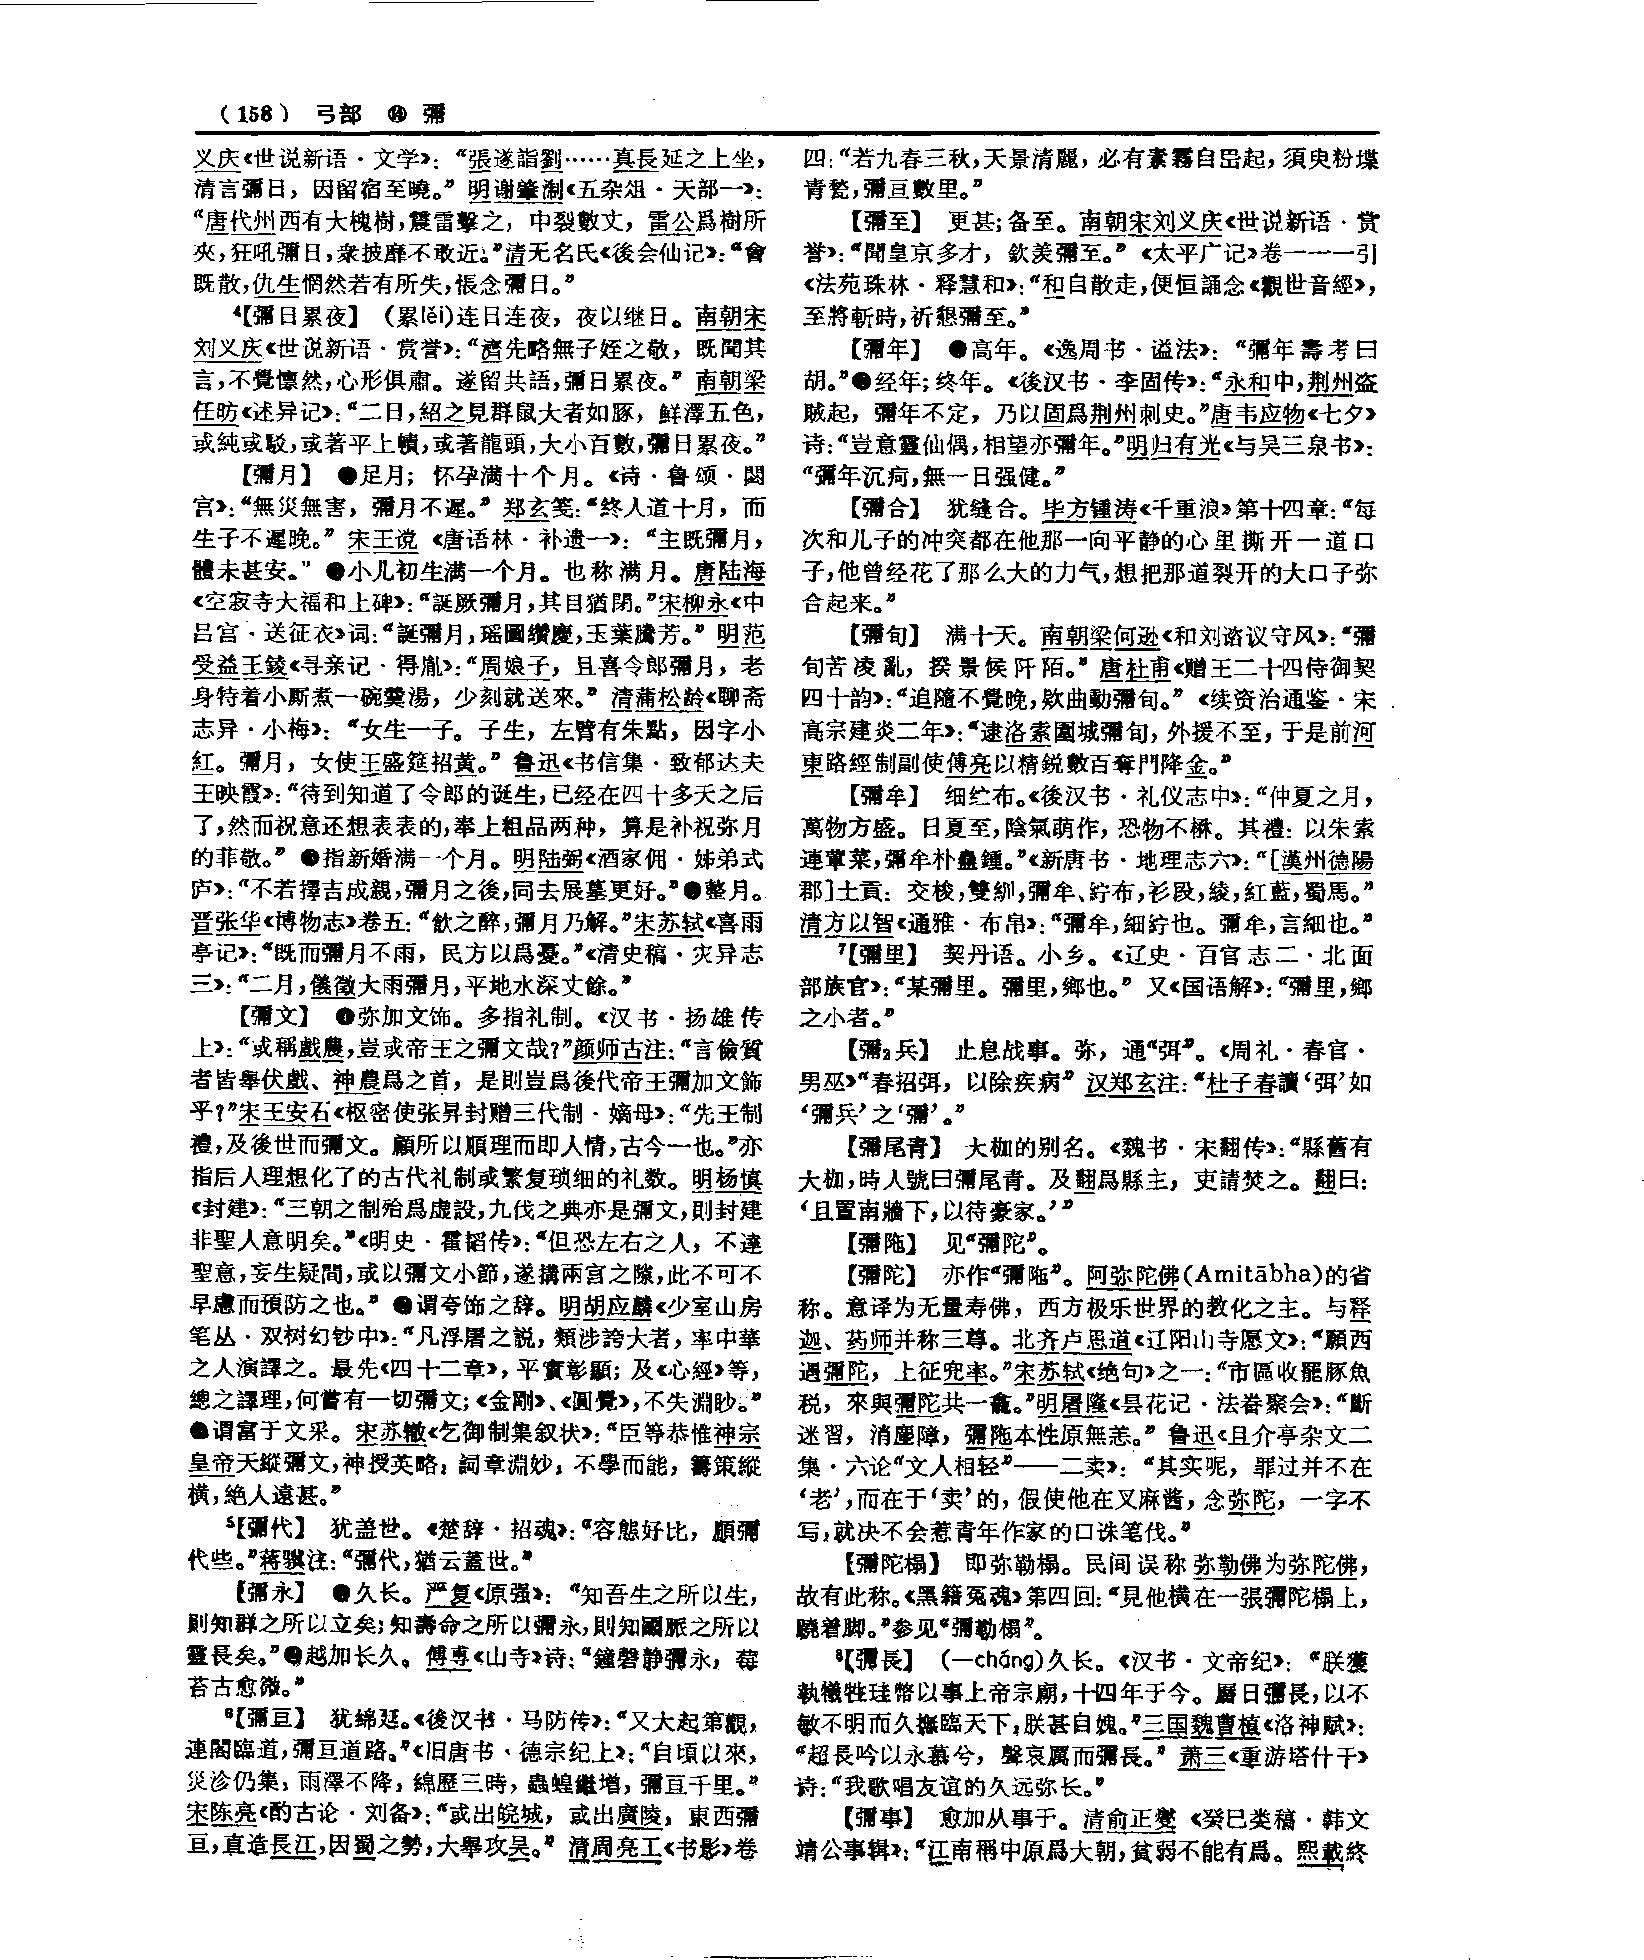 （158） 弓部 ⑭ 彌
义庆《世说新语·文学》：“張遂詣劉……真長延之上坐，
清言彌日，因留宿至曉。”明谢肇淛《五杂俎·天部一》：
“唐代州西有大槐樹，震雷擊之，中裂數丈，雷公爲樹所
夾，狂吼彌日，衆披靡不敢近。”清无名氏《後会仙记》：“會
既散，仇生惘然若有所失，悵念彌日。”
4【彌日累夜】 （累lěi）连日连夜，夜以继日。南朝宋
刘义庆《世说新语·赏誉》：“濟先略無子姪之敬，既聞其
言，不覺懔然，心形俱肅。遂留共語，彌日累夜。”南朝梁
任昉《述异记》：“二日，紹之見群鼠大者如豚，鮮澤五色，
或純或駁，或著平上幘，或著龍頭，大小百數，彌日累夜。”
【彌月】 ●足月；怀孕满十个月。《诗·鲁颂·閟
宫》：“無災無害，彌月不遲。”郑玄笺：“終人道十月，而
生子不遲晚。”宋王谠《唐语林·补遗一》：“主既彌月，
體未甚安。”●小儿初生满一个月。也称满月。唐陆海
《空寂寺大福和上碑》：“誕厥彌月，其目猶閉。”宋柳永《中
吕宫·送征衣》词：“誕彌月，瑶圖纘慶，玉葉騰芳。”明范
受益王錂《寻亲记·得胤》：“周娘子，且喜令郎彌月，老
身特着小厮煮一碗羹湯，少刻就送來。”清蒲松龄《聊斋
志异·小梅》：“女生一子。子生，左臂有朱點，因字小
紅。彌月，女使王盛筵招黄。”鲁迅《书信集·致郁达夫
王映霞》：“待到知道了令郎的诞生，已经在四十多天之后
了，然而祝意还想表表的，奉上粗品两种，算是补祝弥月
的菲敬。”●指新婚满一个月。明陆弼《酒家佣·姊弟式
庐》：“不若擇吉成親，彌月之後，同去展墓更好。”●整月。
晋张华《博物志》卷五：“飲之醉，彌月乃解。”宋苏轼《喜雨
亭记》：“既而彌月不雨，民方以爲憂。”《清史稿·灾异志
三》：“二月，儀徵大雨彌月，平地水深丈餘。”
【彌文】 ❶弥加文饰。多指礼制。《汉书·扬雄传
上》：“或稱戲農，豈或帝王之彌文哉？”颜师古注：“言儉質
者皆舉伏戲、神農爲之首，是則豈爲後代帝王彌加文飾
乎？”宋王安石《枢密使张昇封赠三代制·嫡母》：“先王制
禮，及後世而彌文。顧所以順理而即人情，古今一也。”亦
指后人理想化了的古代礼制或繁复琐细的礼数。明杨慎
《封建》：“三朝之制殆爲虚設，九伐之典亦是彌文，則封建
非聖人意明矣。”《明史·霍韬传》：“但恐左右之人，不達
聖意，妄生疑間，或以彌文小節，遂搆兩宫之隙，此不可不
早慮而預防之也。”●谓夸饰之辞。明胡应麟《少室山房
笔丛·双树幻钞中》：“凡浮屠之説，類涉誇大者，率中華
之人演譯之。最先《四十二章》，平實彰顯；及《心經》等，
總之譯理，何嘗有一切彌文；《金剛》、《圓覺》，不失淵眇。”
●谓富于文采。宋苏辙《乞御制集叙状》：“臣等恭惟神宗
皇帝天縱彌文，神授英略，詞章淵妙，不學而能，籌策縱
横，絶人遠甚。”
5【彌代】 犹盖世。《楚辞·招魂》：“容態好比，順彌
代些。”蒋骥注：“彌代，猶云蓋世。”
【彌永】 ●久长。严复《原强》：“知吾生之所以生，
則知群之所以立矣；知壽命之所以彌永，則知國脈之所以
靈長矣。”●越加长久。傅尃《山寺》诗：“鐘磬静彌永，莓
苔古愈微。”
6【彌亘】 犹绵延。《後汉书·马防传》：“又大起第觀，
連閣臨道，彌亘道路。”《旧唐书·德宗纪上》：“自頃以來，
災沴仍集，雨澤不降，綿歷三時，蟲蝗繼增，彌亘千里。”
宋陈亮《酌古论·刘备》：“或出皖城，或出廣陵，東西彌
亘，直造長江，因蜀之勢，大舉攻吴。”清周亮工《书影》卷
四：“若九春三秋，天景清麗，必有素霧自岊起，須臾粉堞
青甃，彌亘數里。”
【彌至】 更甚；备至。南朝宋刘义庆《世说新语·赏
誉》：“聞皇京多才，欽羨彌至。”《太平广记》卷一一一引
《法苑珠林·释慧和》：“和自散走，便恒誦念《觀世音經》，
至將斬時，祈懇彌至。”
【彌年】 ●高年。《逸周书·谥法》：“彌年壽考曰
胡。”●经年；终年。《後汉书·李固传》：“永和中，荆州盗
賊起，彌年不定，乃以固爲荆州刺史。”唐韦应物《七夕》
诗：“豈意靈仙偶，相望亦彌年。”明归有光《与吴三泉书》：
“彌年沉疴，無一日强健。”
【彌合】 犹缝合。毕方锺涛《千重浪》第十四章：“每
次和儿子的冲突都在他那一向平静的心里撕开一道口
子，他曾经花了那么大的力气，想把那道裂开的大口子弥
合起来。”
【彌旬】 满十天。南朝梁何逊《和刘谘议守风》：“彌
旬苦凌亂，揆景候阡陌。”唐杜甫《赠王二十四侍御契
四十韵》：“追隨不覺晚，欵曲動彌旬。”《续资治通鉴·宋
高宗建炎二年》：“逮洛索圍城彌旬，外援不至，于是前河
東路經制副使傅亮以精鋭數百奪門降金。”
【彌牟】 细纻布。《後汉书·礼仪志中》：“仲夏之月，
萬物方盛。日夏至，陰氣萌作，恐物不楙。其禮：以朱索
連葷菜，彌牟朴蠱鍾。”《新唐书·地理志六》：“[漢州德陽
郡]土貢：交梭，雙紃，彌牟、紵布，衫段，綾，紅藍，蜀馬。”
清方以智《通雅·布帛》：“彌牟，細紵也。彌牟，言細也。”
7【彌里】 契丹语。小乡。《辽史·百官志二·北面
部族官》：“某彌里。彌里，鄉也。”又《国语解》：“彌里，鄉
之小者。”
【彌₂兵】 止息战事。弥，通“弭”。《周礼·春官·
男巫》“春招弭，以除疾病”汉郑玄注：“杜子春讀‘弭’如
‘彌兵’之‘彌’。”
【彌尾青】 大枷的别名。《魏书·宋翻传》：“縣舊有
大枷，時人號曰彌尾青。及翻爲縣主，吏請焚之。翻曰：
‘且置南牆下，以待豪家。’”
【彌陁】 见“彌陀”。
【彌陀】 亦作“彌陁”。阿弥陀佛(Amitābha)的省
称。意译为无量寿佛，西方极乐世界的教化之主。与释
迦、药师并称三尊。北齐卢思道《辽阳山寺愿文》：“願西
遇彌陀，上征兜率。”宋苏轼《绝句》之一：“市區收罷豚魚
税，來與彌陀共一龕。”明屠隆《昙花记·法眷聚会》：“斷
迷習，消塵障，彌陁本性原無恙。”鲁迅《且介亭杂文二
集·六论“文人相轻”——二卖》：“其实呢，罪过并不在
‘老’，而在于‘卖’的，假使他在叉麻酱，念弥陀，一字不
写，就决不会惹青年作家的口诛笔伐。”
【彌陀榻】 即弥勒榻。民间误称弥勒佛为弥陀佛，
故有此称。《黑籍冤魂》第四回：“見他横在一張彌陀榻上，
蹺着脚。”参见“彌勒榻”。
8【彌長】 （—cháng）久长。《汉书·文帝纪》：“朕獲
執犧牲珪幣以事上帝宗廟，十四年于今。曆日彌長，以不
敏不明而久撫臨天下，朕甚自媿。”三国魏曹植《洛神赋》：
“超長吟以永慕兮，聲哀厲而彌長。”萧三《重游塔什干》
诗：“我歌唱友谊的久远弥长。”
【彌事】 愈加从事于。清俞正燮《癸巳类稿·韩文
靖公事辑》：“江南稱中原爲大朝，貧弱不能有爲。熙載終